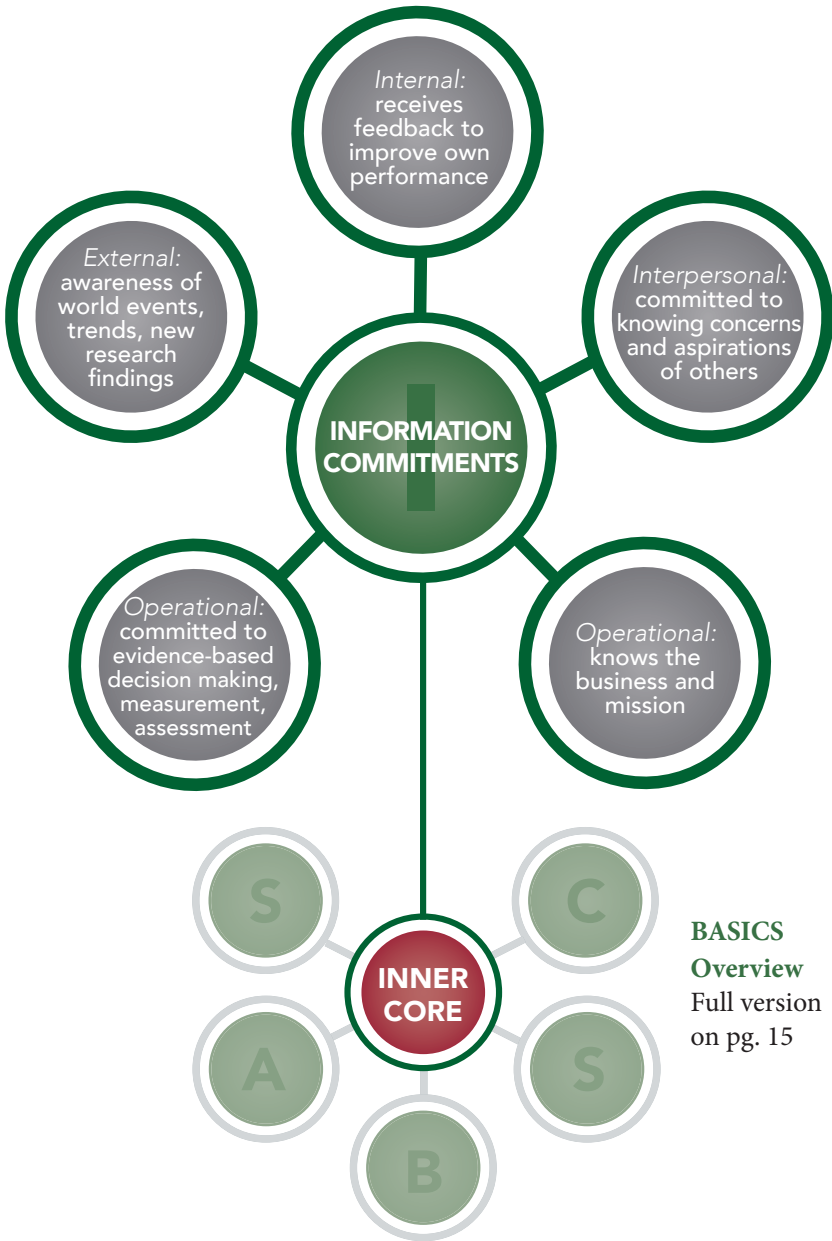 Internal:
receives
feedback to
improve own
performance
External:
awareness of
world events,
trends, new
research
findings
Interpersonal:
committed to
knowing concerns
and aspirations
of others
I
INFORMATION
COMMITMENTS
Operational:
committed to
evidence-based
decision making,
measurement,
assessment
Operational:
knows the
business and
mission
S
C
INNER
CORE
A
S
B
BASICS
Overview
Full version
on pg. 15